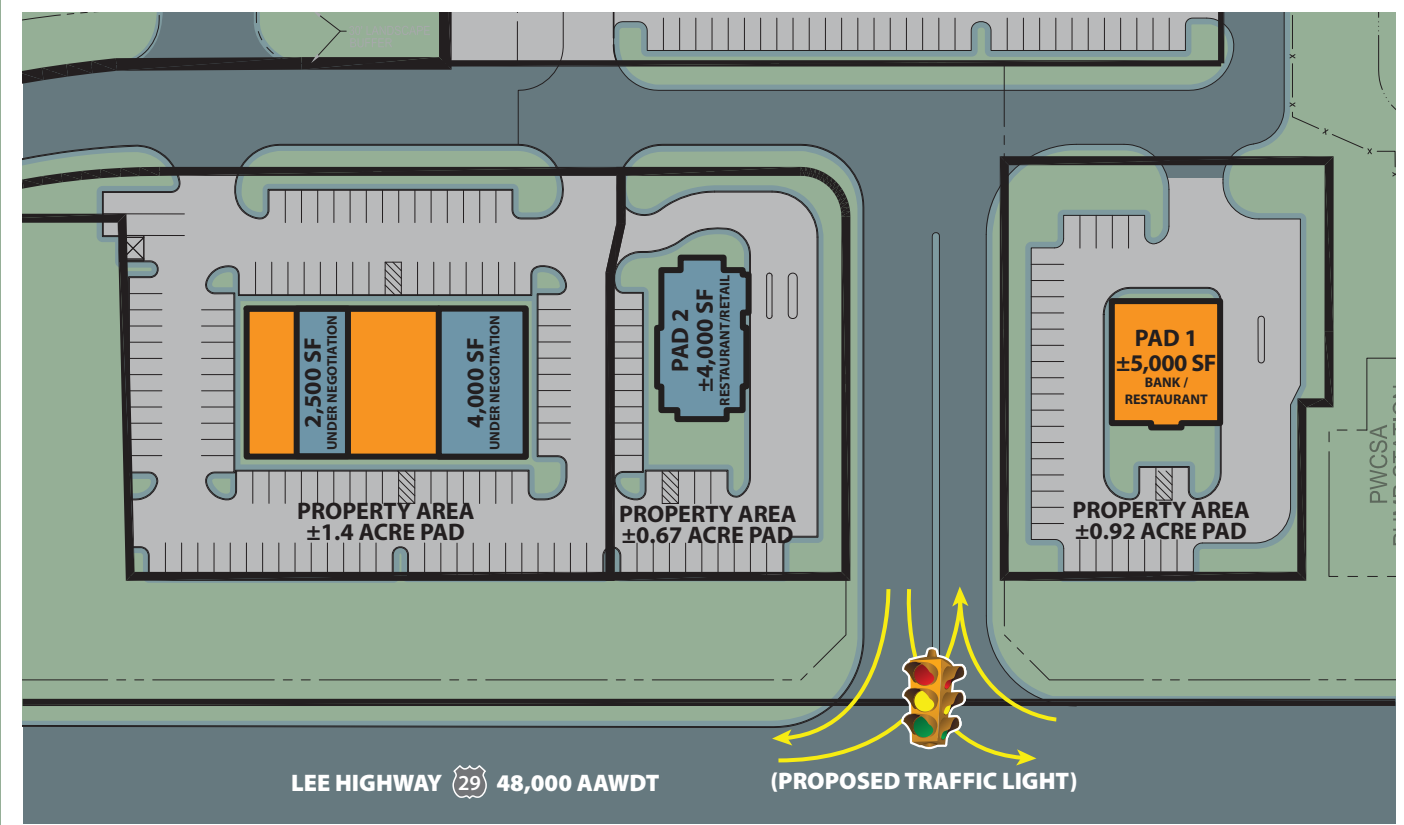 2,500 SF
UNDER NEGOTIATION
4,000 SF
UNDER NEGOTIATION
PAD 2
±4,000 SF
RESTAURANT/RETAIL
PAD 1
±5,000 SF
BANK /
RESTAURANT
PROPERTY AREA
±1.4 ACRE PAD
PROPERTY AREA
±0.67 ACRE PAD
PROPERTY AREA
±0.92 ACRE PAD
PWCSA
LEE HIGHWAY 29 48,000 AAWDT
(PROPOSED TRAFFIC LIGHT)